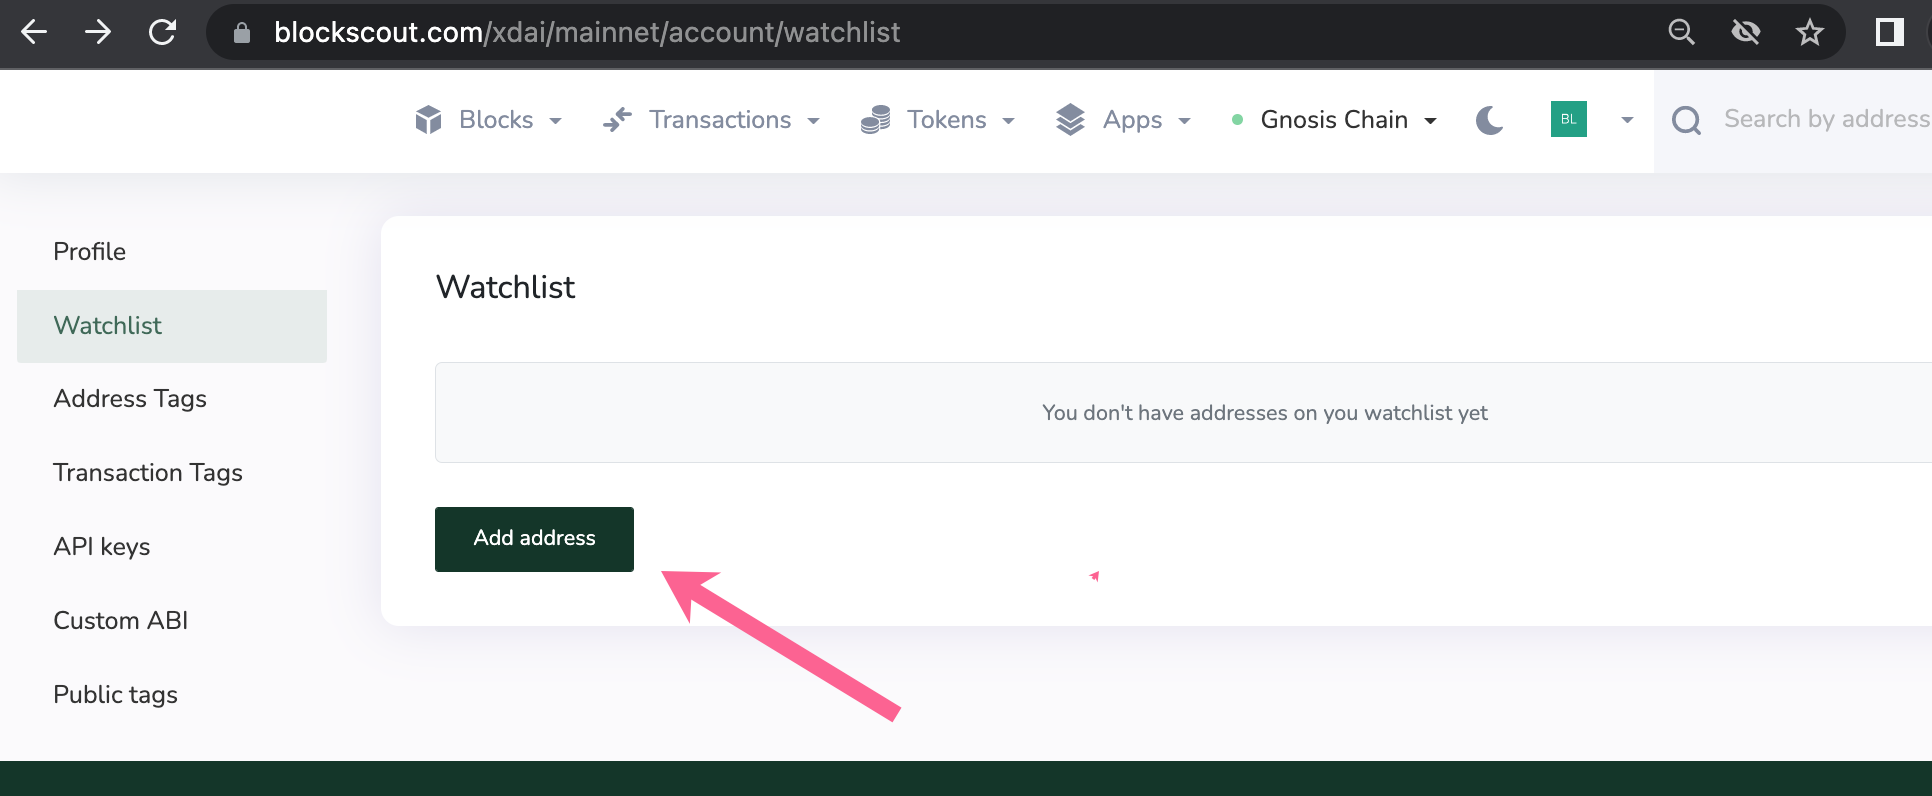 blockscout.com/xdai/mainnet/account/watchlist
Blocks Transactions Tokens Apps Gnosis Chain BL Search by address
Profile
Watchlist
Address Tags
Transaction Tags
API keys
Custom ABI
Public tags
Watchlist
You don't have addresses on you watchlist yet
Add address